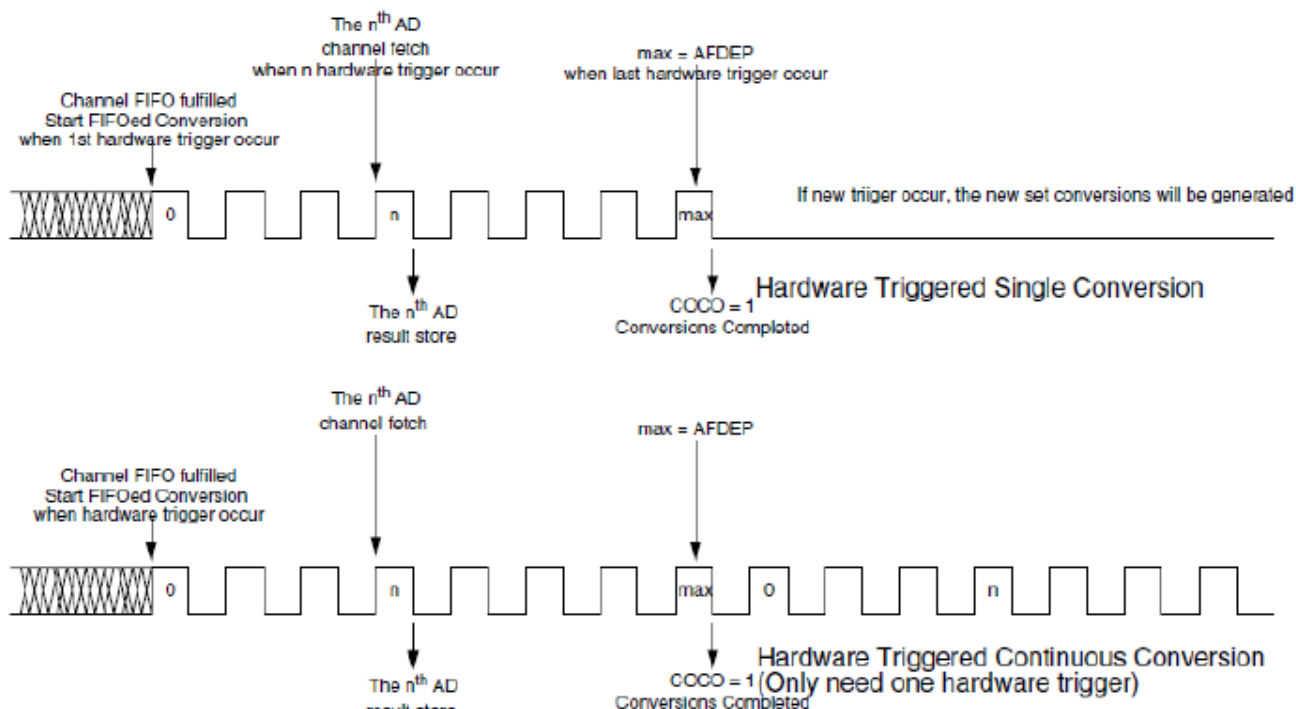 The nth AD
channel fetch
when n hardware trigger occur
max = AFDEP
when last hardware trigger occur
Channel FIFO fulfilled
Start FIFOed Conversion
when 1st hardware trigger occur
0
n
max
If new triiger occur, the new set conversions will be generated
The nth AD
result store
COCO = 1
Conversions Completed
Hardware Triggered Single Conversion
The nth AD
channel fetch
max = AFDEP
Channel FIFO fulfilled
Start FIFOed Conversion
when hardware trigger occur
0
n
max
0
n
The nth AD
result store
COCO = 1
Conversions Completed
Hardware Triggered Continuous Conversion
(Only need one hardware trigger)